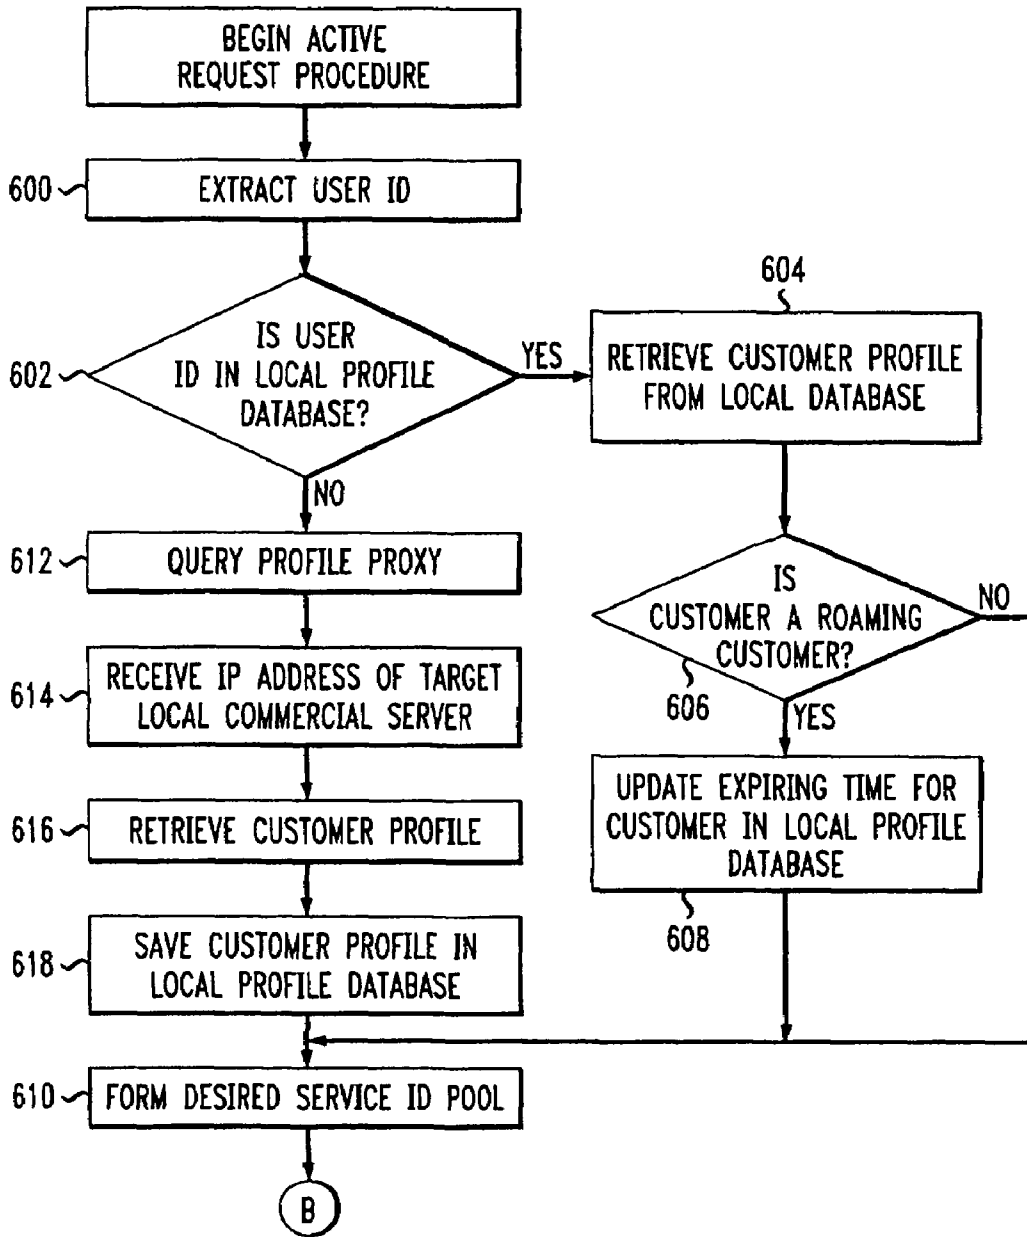 BEGIN ACTIVE
REQUEST PROCEDURE
600
EXTRACT USER ID
602
IS USER
ID IN LOCAL PROFILE
DATABASE?
YES
NO
604
RETRIEVE CUSTOMER PROFILE
FROM LOCAL DATABASE
IS
CUSTOMER A ROAMING
CUSTOMER?
606
NO
YES
UPDATE EXPIRING TIME FOR
CUSTOMER IN LOCAL PROFILE
DATABASE
608
612
QUERY PROFILE PROXY
614
RECEIVE IP ADDRESS OF TARGET
LOCAL COMMERCIAL SERVER
616
RETRIEVE CUSTOMER PROFILE
618
SAVE CUSTOMER PROFILE IN
LOCAL PROFILE DATABASE
610
FORM DESIRED SERVICE ID POOL
B